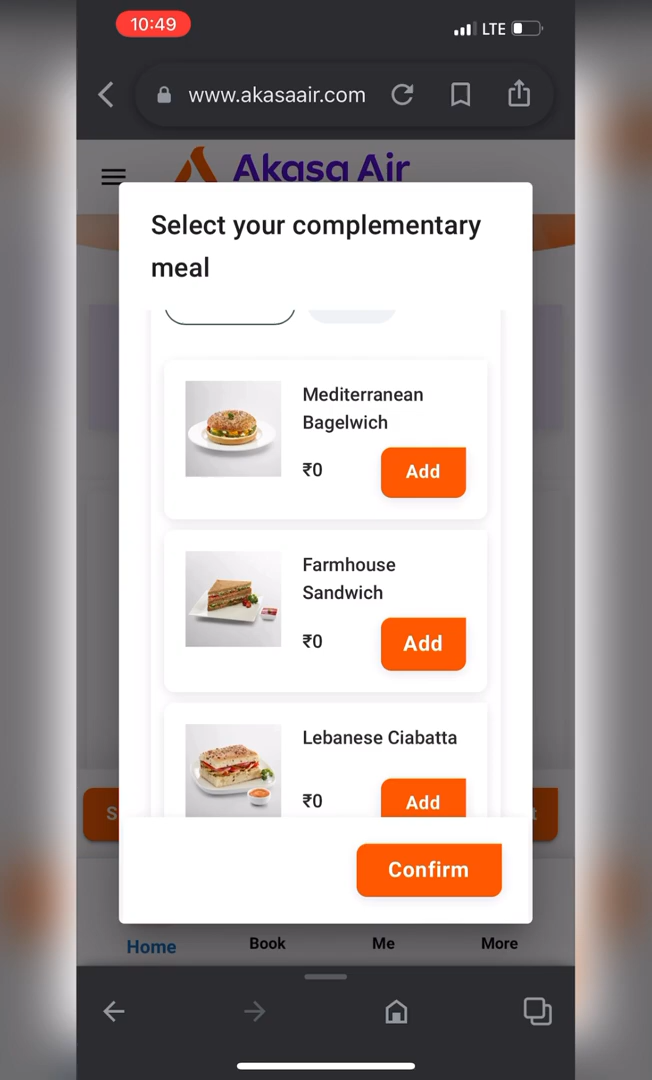 10:49
LTE
www.akasaair.com
Akasa Air
Select your complementary
meal
Mediterranean
Bagelwich
₹0
Add
Farmhouse
Sandwich
₹0
Add
Lebanese Ciabatta
₹0
Add
Confirm
Home
Book
Me
More